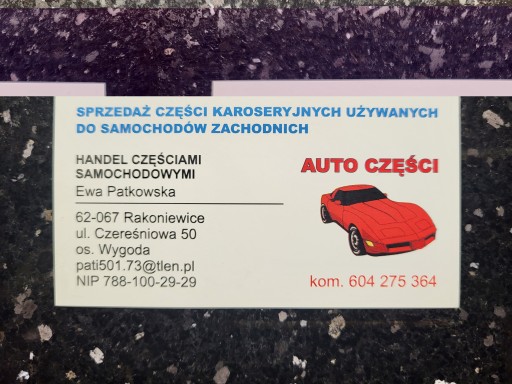 SPRZEDAŻ CZĘŚCI KAROSERYJNYCH UŻYWANYCH
DO SAMOCHODÓW ZACHODNICH
HANDEL CZĘŚCIAMI
SAMOCHODOWYMI
Ewa Patkowska
62-067 Rakoniewice
ul. Czereśniowa 50
os. Wygoda
pati501.73@tlen.pl
NIP 788-100-29-29
AUTO CZĘŚCI
kom. 604 275 364